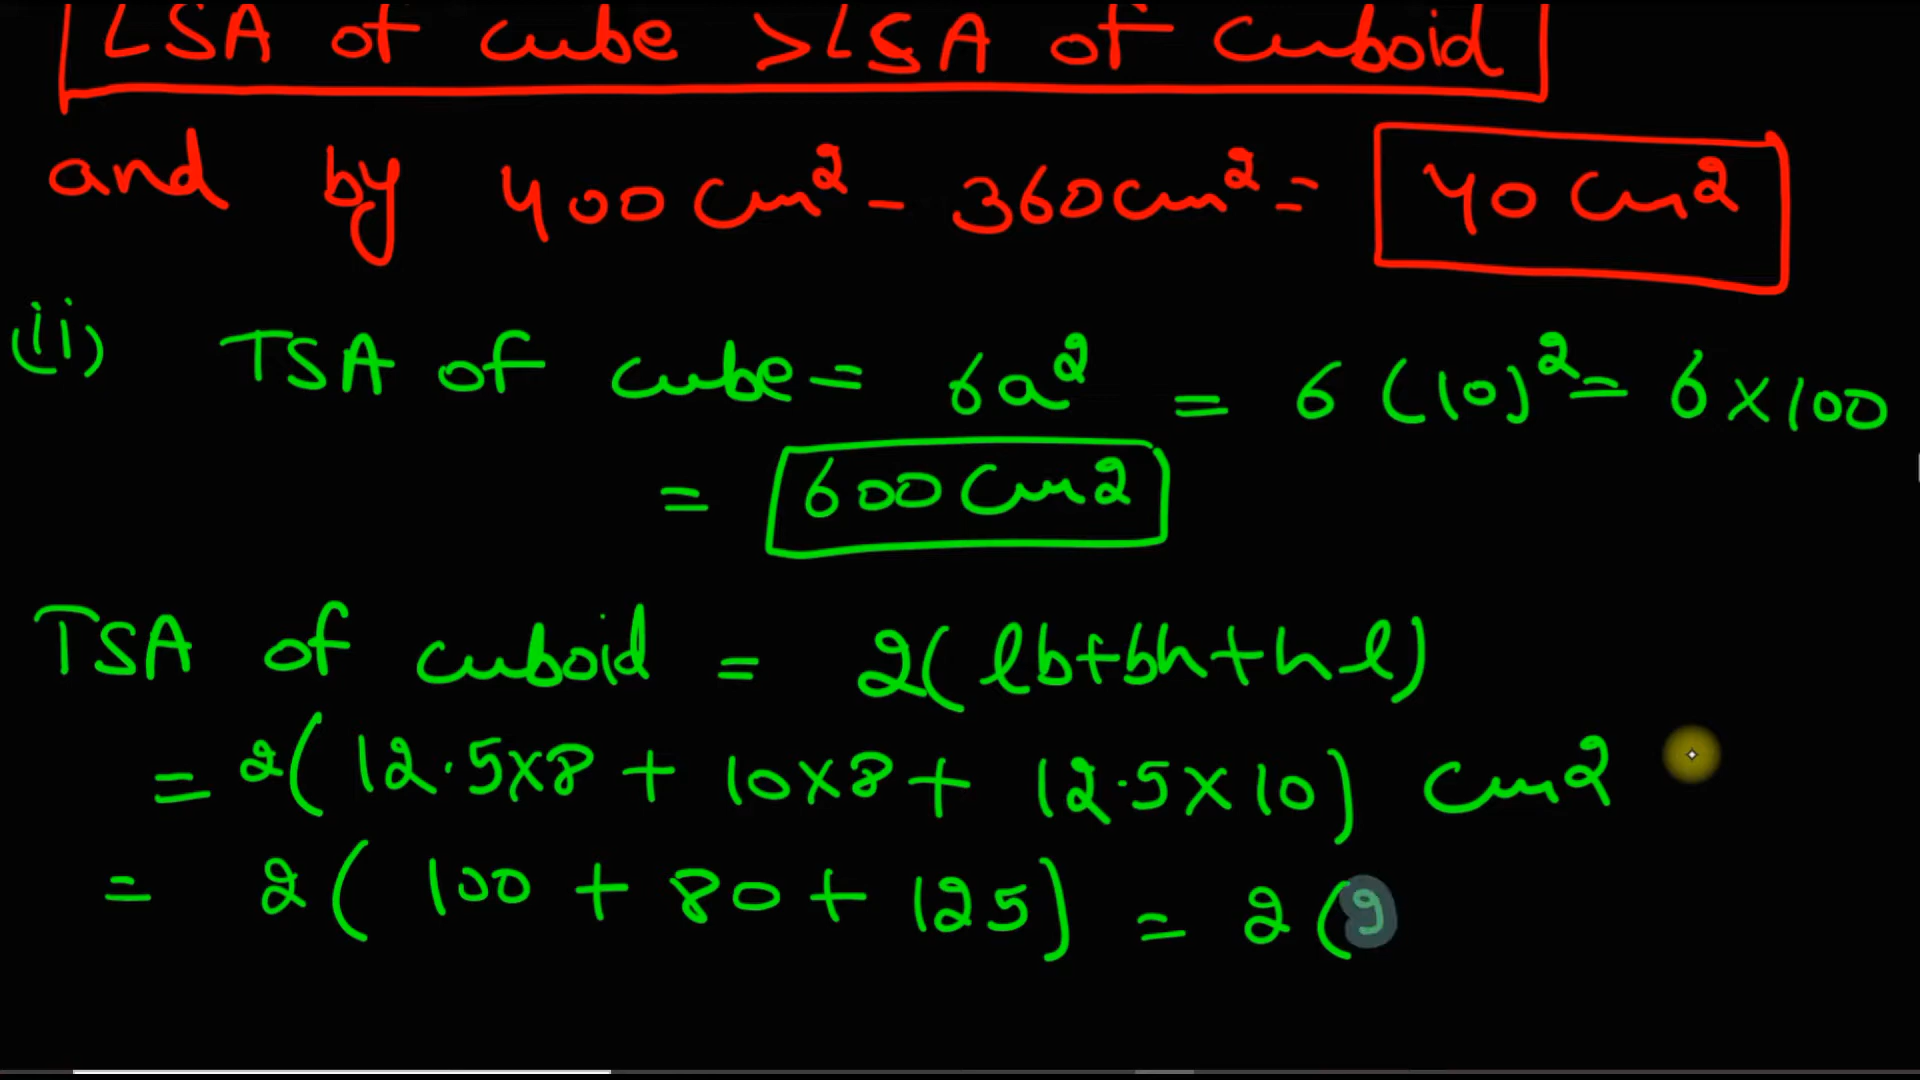 LSA of cube > LSA of cuboid
and by 400 cm² - 360 cm² = 40 cm²
(ii) TSA of cube = 6a² = 6(10)² = 6×100
= 600 cm²
TSA of cuboid = 2(lb+bh+hl)
= 2(12.5×8 + 10×8 + 12.5×10) cm²
= 2(100 + 80 + 125) = 2(